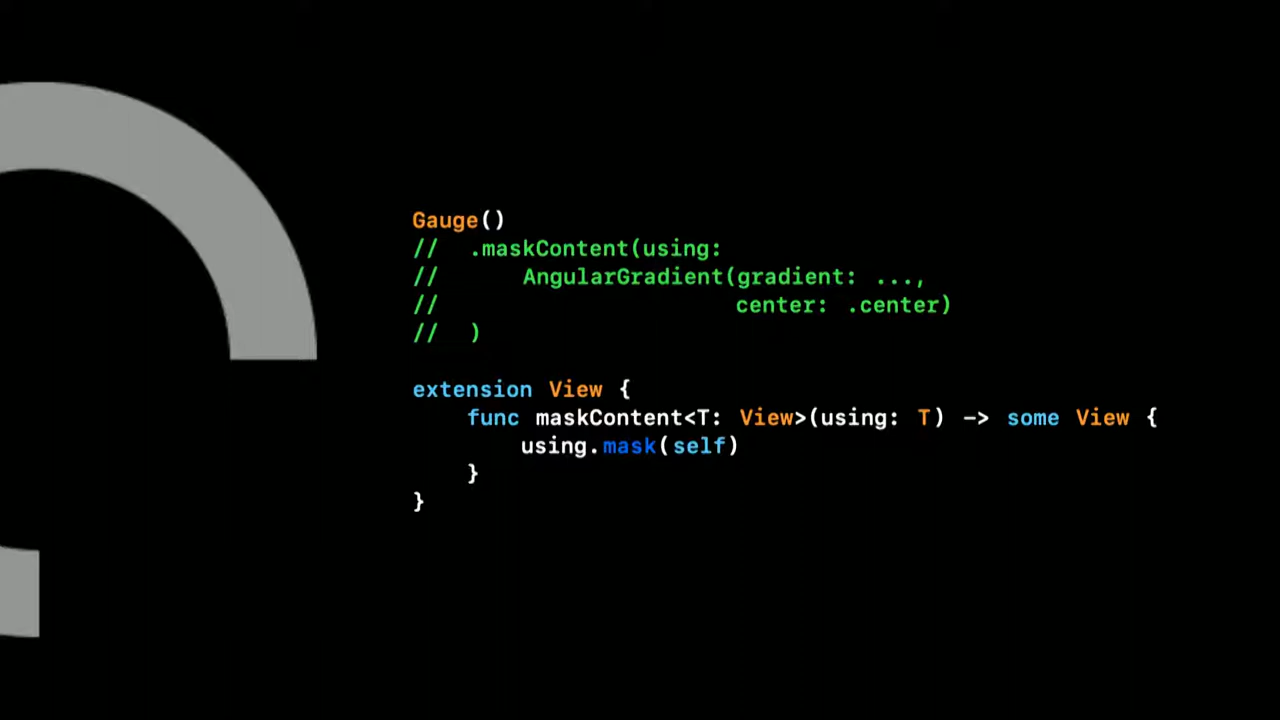 Gauge()
//  .maskContent(using:
//      AngularGradient(gradient: ...,
//                      center: .center)
//  )
extension View {
    func maskContent<T: View>(using: T) -> some View {
        using.mask(self)
    }
}